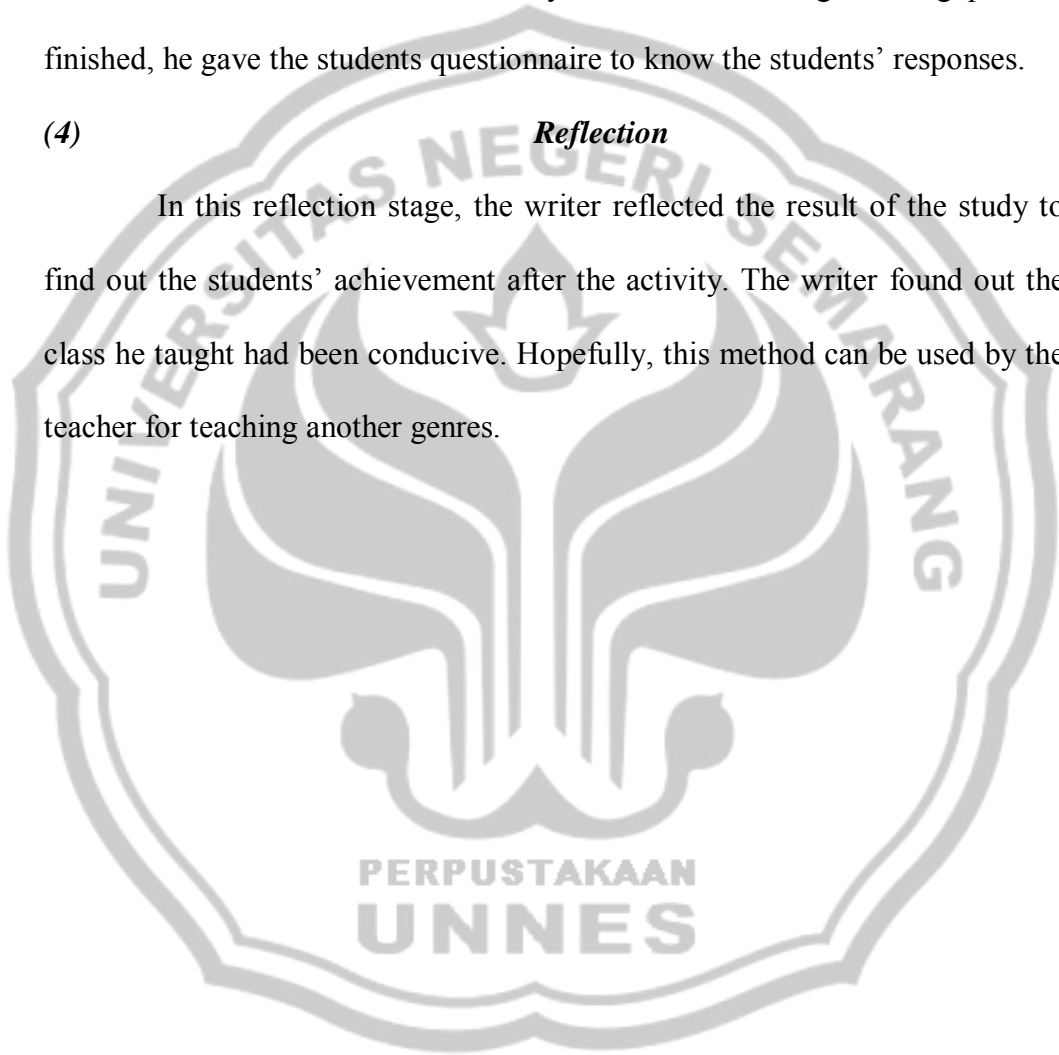 finished, he gave the students questionnaire to know the students’ responses.
(4) Reflection
In this reflection stage, the writer reflected the result of the study to
find out the students’ achievement after the activity. The writer found out the
class he taught had been conducive. Hopefully, this method can be used by the
teacher for teaching another genres.
UNIVERSITAS NEGERI SEMARANG
PERPUSTAKAAN
UNNES